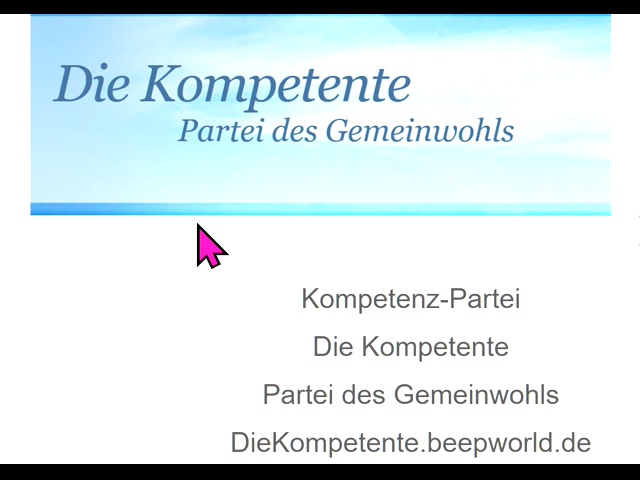 Die Kompetente
Partei des Gemeinwohls
Kompetenz-Partei
Die Kompetente
Partei des Gemeinwohls
DieKompetente.beepworld.de